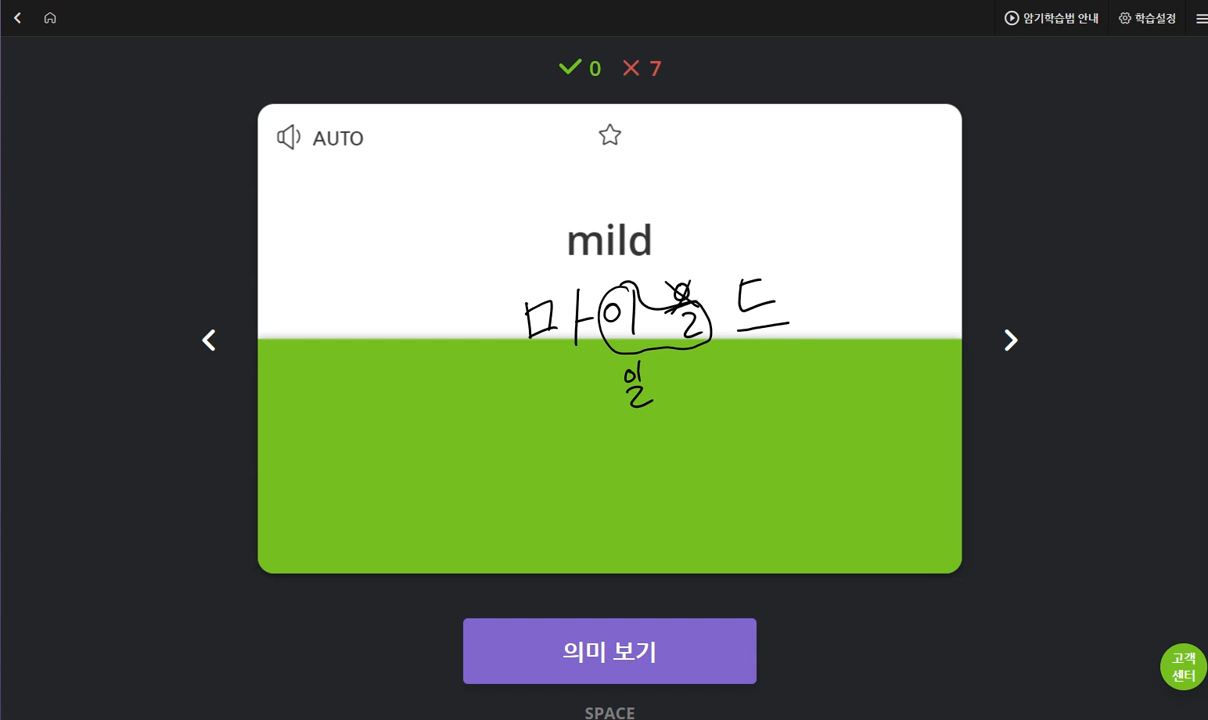 암기학습법 안내
학습설정
0 7
AUTO
mild
마이 ㄹ 드
일
의미 보기
SPACE
고객
센터